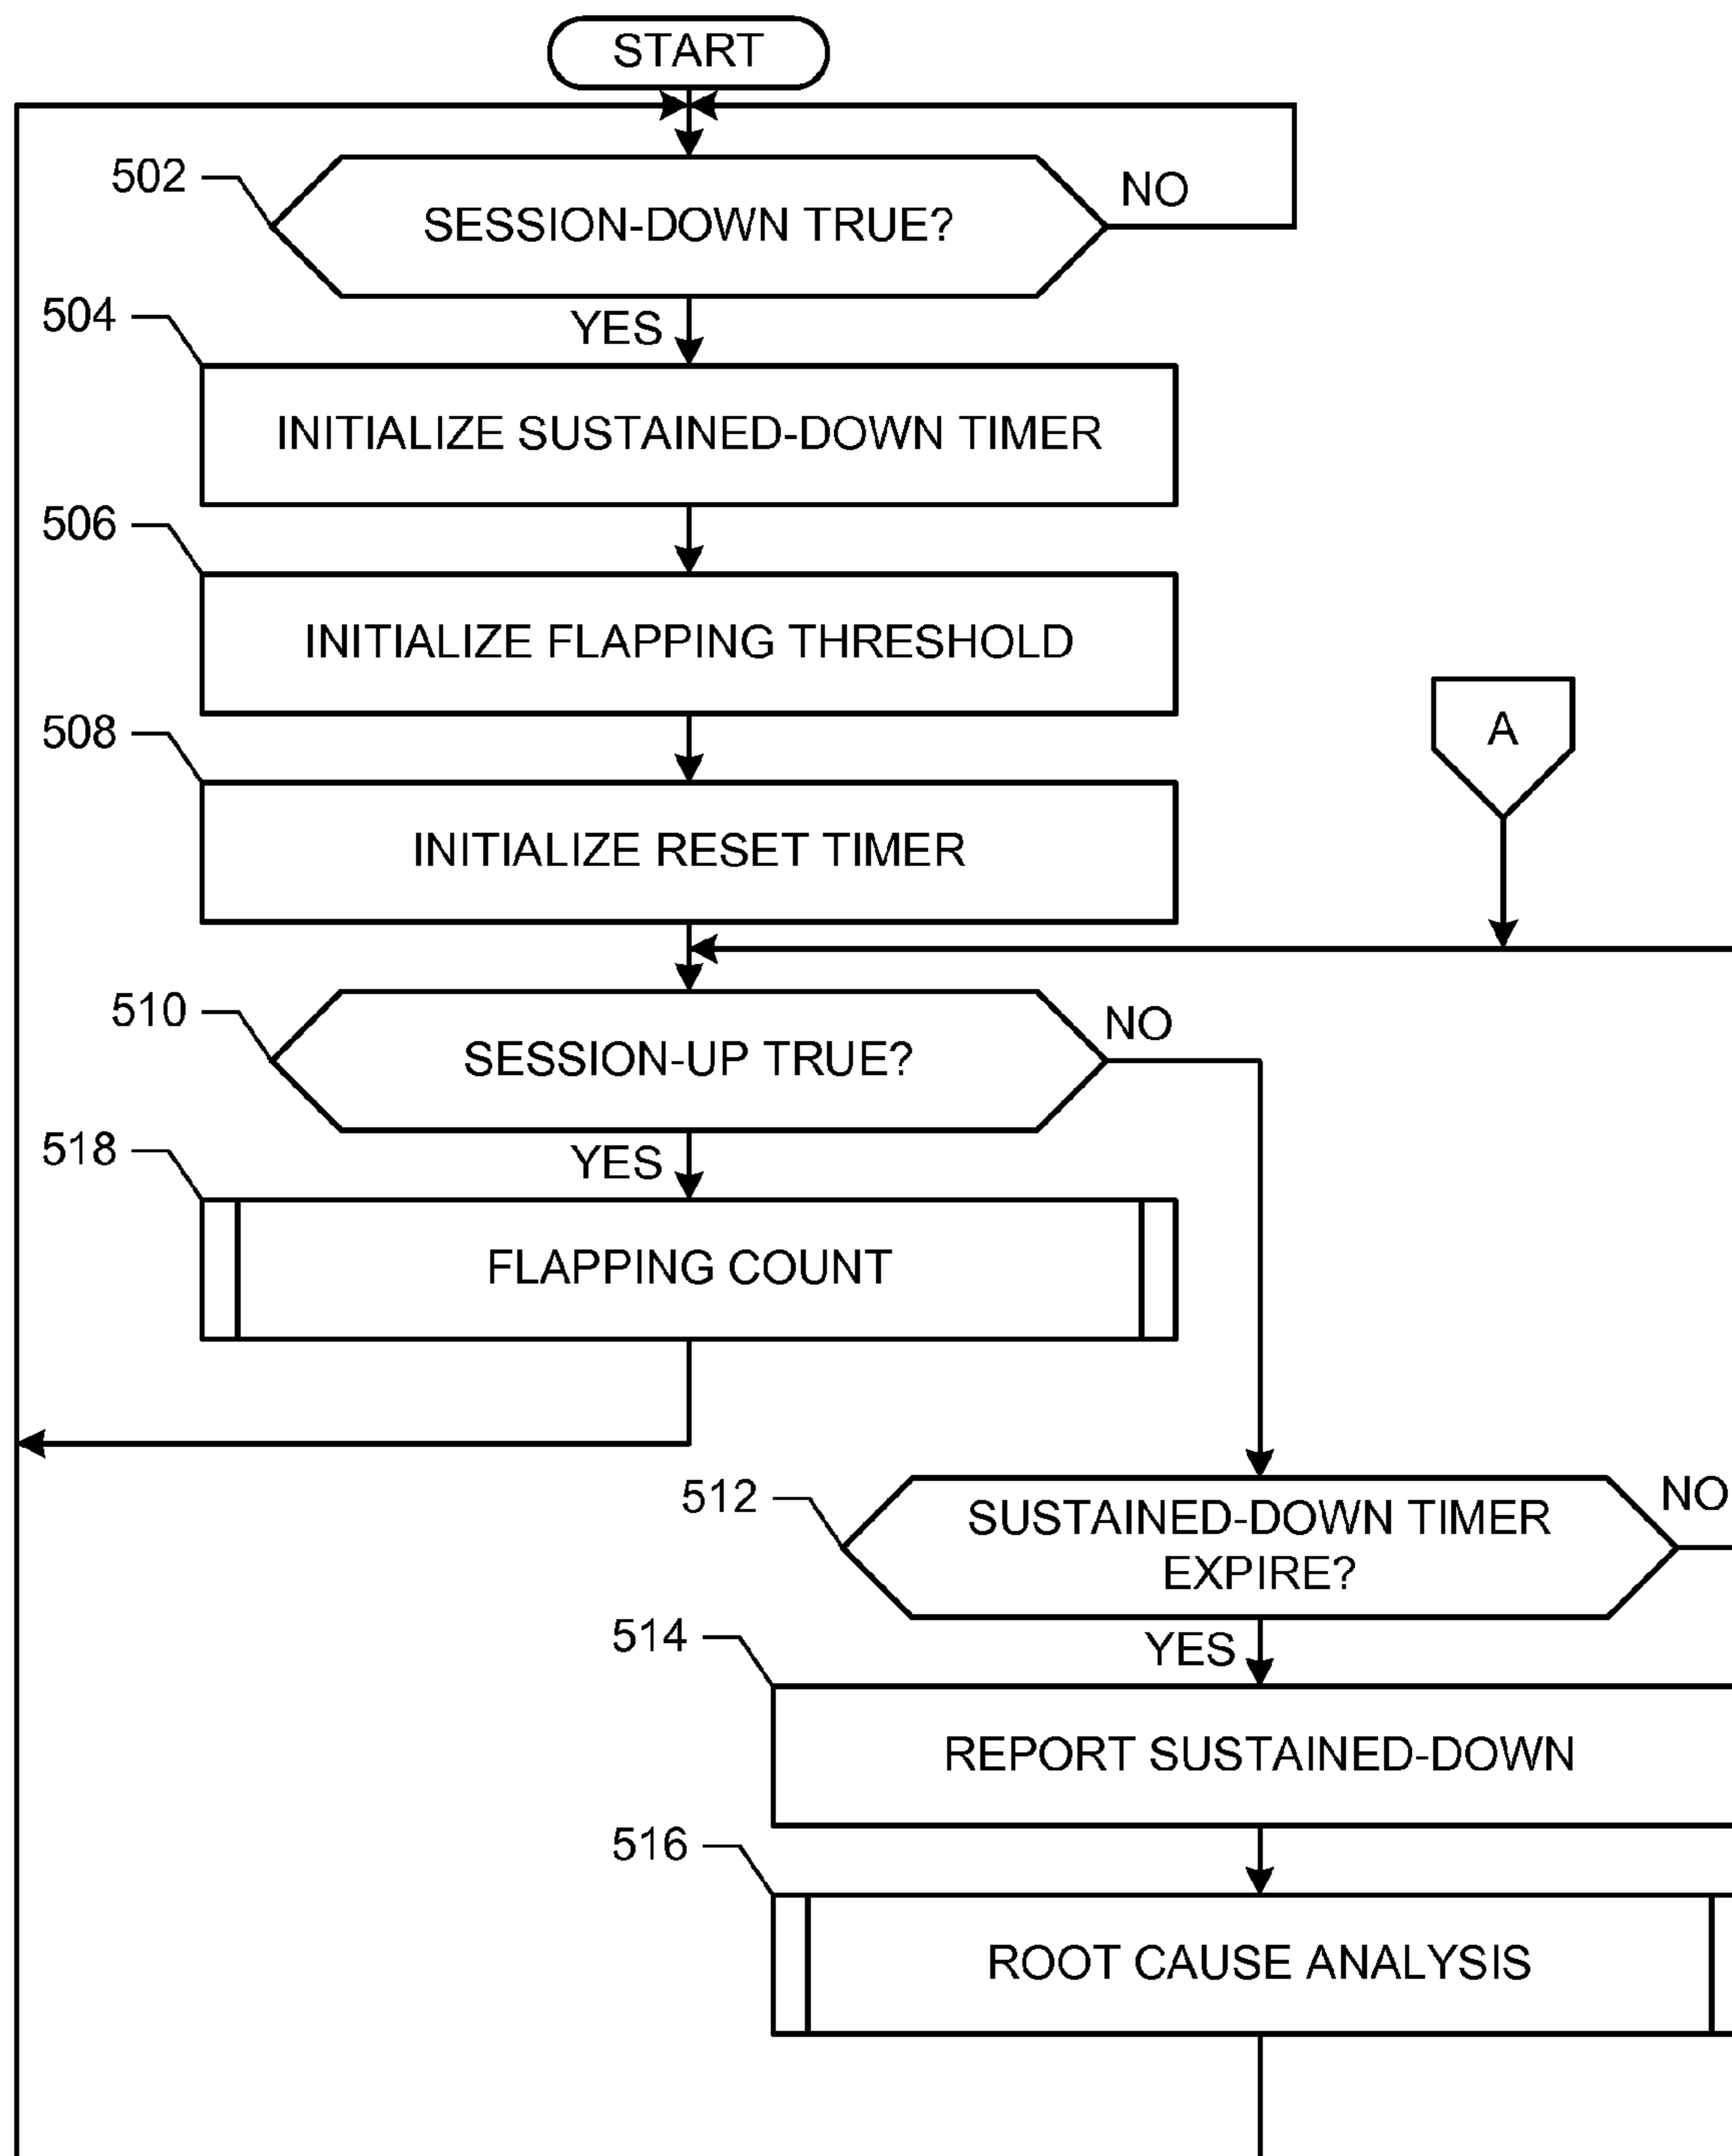 START
502
SESSION-DOWN TRUE?
NO
YES
504
INITIALIZE SUSTAINED-DOWN TIMER
506
INITIALIZE FLAPPING THRESHOLD
508
INITIALIZE RESET TIMER
A
510
SESSION-UP TRUE?
NO
YES
518
FLAPPING COUNT
512
SUSTAINED-DOWN TIMER
EXPIRE?
NO
YES
514
REPORT SUSTAINED-DOWN
516
ROOT CAUSE ANALYSIS